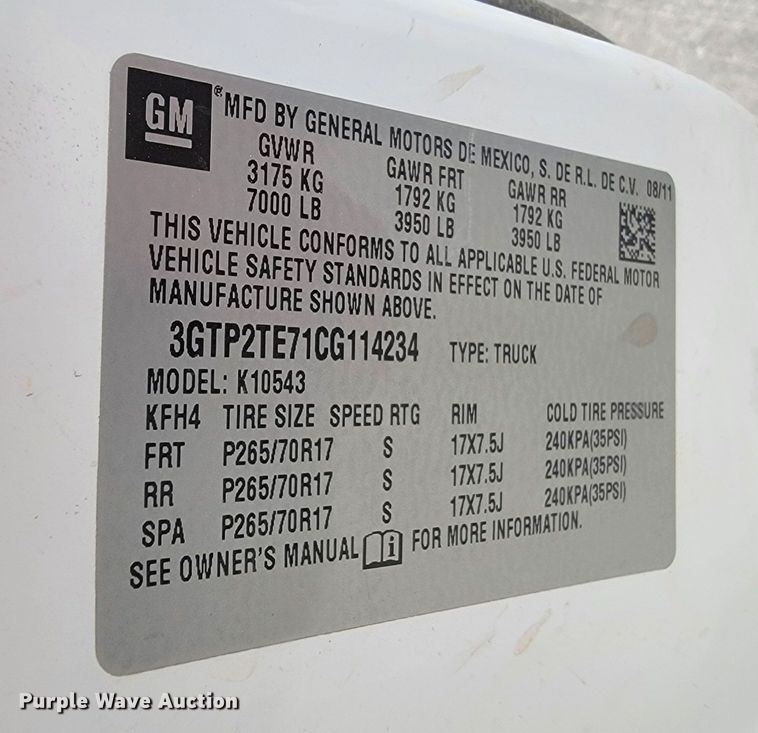 GM
® MFD BY GENERAL MOTORS DE MEXICO, S. DE R.L. DE C.V. 08/11
GVWR GAWR FRT GAWR RR
3175 KG 1792 KG 1792 KG
7000 LB 3950 LB 3950 LB
THIS VEHICLE CONFORMS TO ALL APPLICABLE U.S. FEDERAL MOTOR
VEHICLE SAFETY STANDARDS IN EFFECT ON THE DATE OF
MANUFACTURE SHOWN ABOVE.
3GTP2TE71CG114234 TYPE: TRUCK
MODEL: K10543
KFH4 TIRE SIZE SPEED RTG RIM COLD TIRE PRESSURE
FRT P265/70R17 S 17X7.5J 240KPA(35PSI)
RR P265/70R17 S 17X7.5J 240KPA(35PSI)
SPA P265/70R17 S 17X7.5J 240KPA(35PSI)
SEE OWNER'S MANUAL i FOR MORE INFORMATION.
Purple Wave Auction